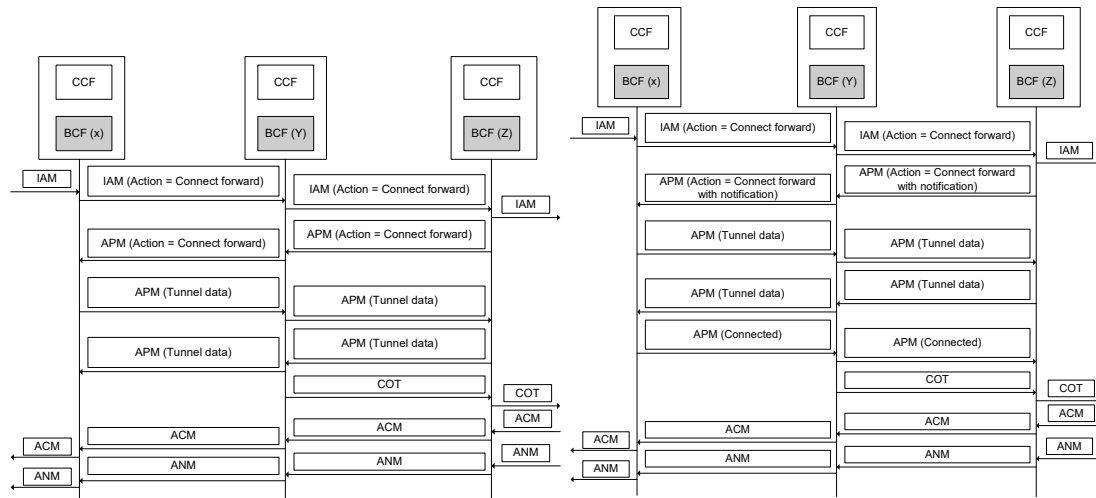 CCF
CCF
CCF
BCF (x)
BCF (Y)
BCF (Z)
IAM
IAM (Action = Connect forward)
IAM (Action = Connect forward)
IAM
APM (Action = Connect forward)
APM (Action = Connect forward)
APM (Tunnel data)
APM (Tunnel data)
APM (Tunnel data)
APM (Tunnel data)
COT
COT
ACM
ACM
ACM
ACM
ANM
ANM
ANM
ANM
CCF
CCF
CCF
BCF (x)
BCF (Y)
BCF (Z)
IAM
IAM (Action = Connect forward)
IAM (Action = Connect forward)
IAM
APM (Action = Connect forward
with notification)
APM (Action = Connect forward
with notification)
APM (Tunnel data)
APM (Tunnel data)
APM (Tunnel data)
APM (Tunnel data)
APM (Connected)
APM (Connected)
COT
COT
ACM
ACM
ACM
ACM
ANM
ANM
ANM
ANM